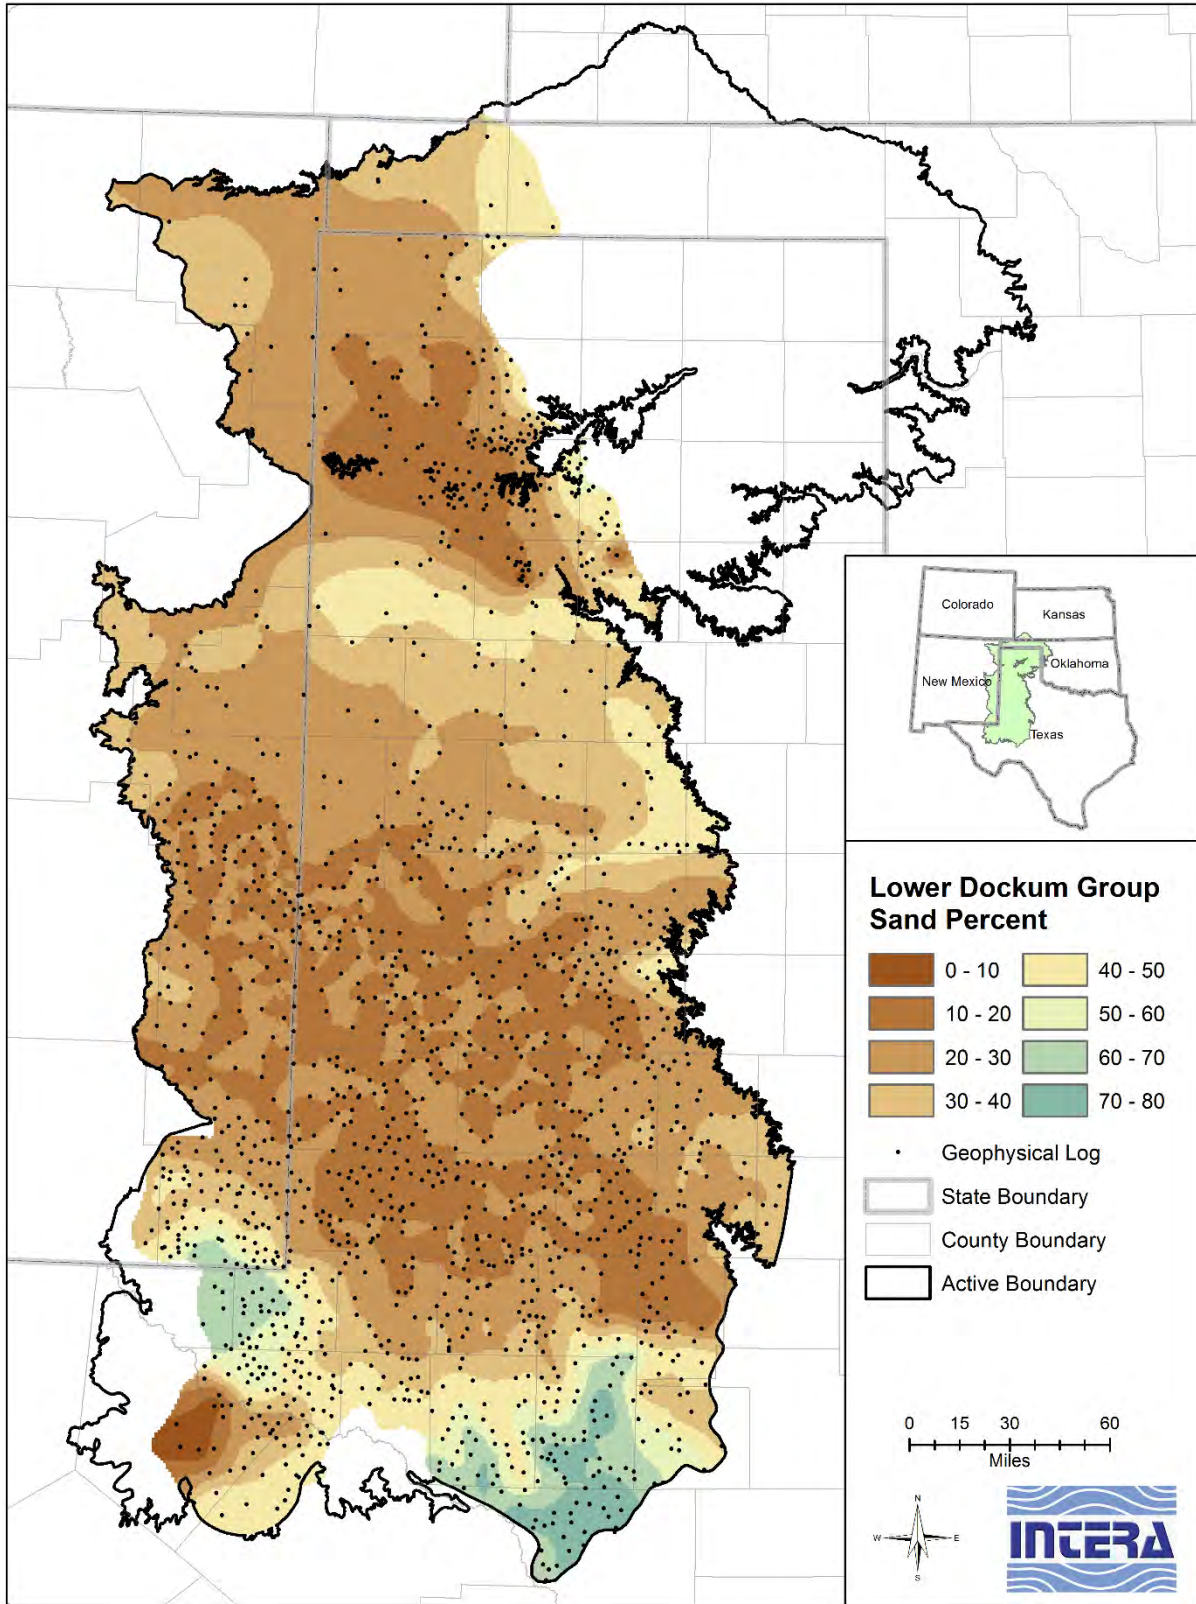 Colorado
Kansas
New Mexico
Oklahoma
Texas
Lower Dockum Group
Sand Percent
0 - 10
40 - 50
10 - 20
50 - 60
20 - 30
60 - 70
30 - 40
70 - 80
Geophysical Log
State Boundary
County Boundary
Active Boundary
0 15 30 60
Miles
N
W E
S
INTERA